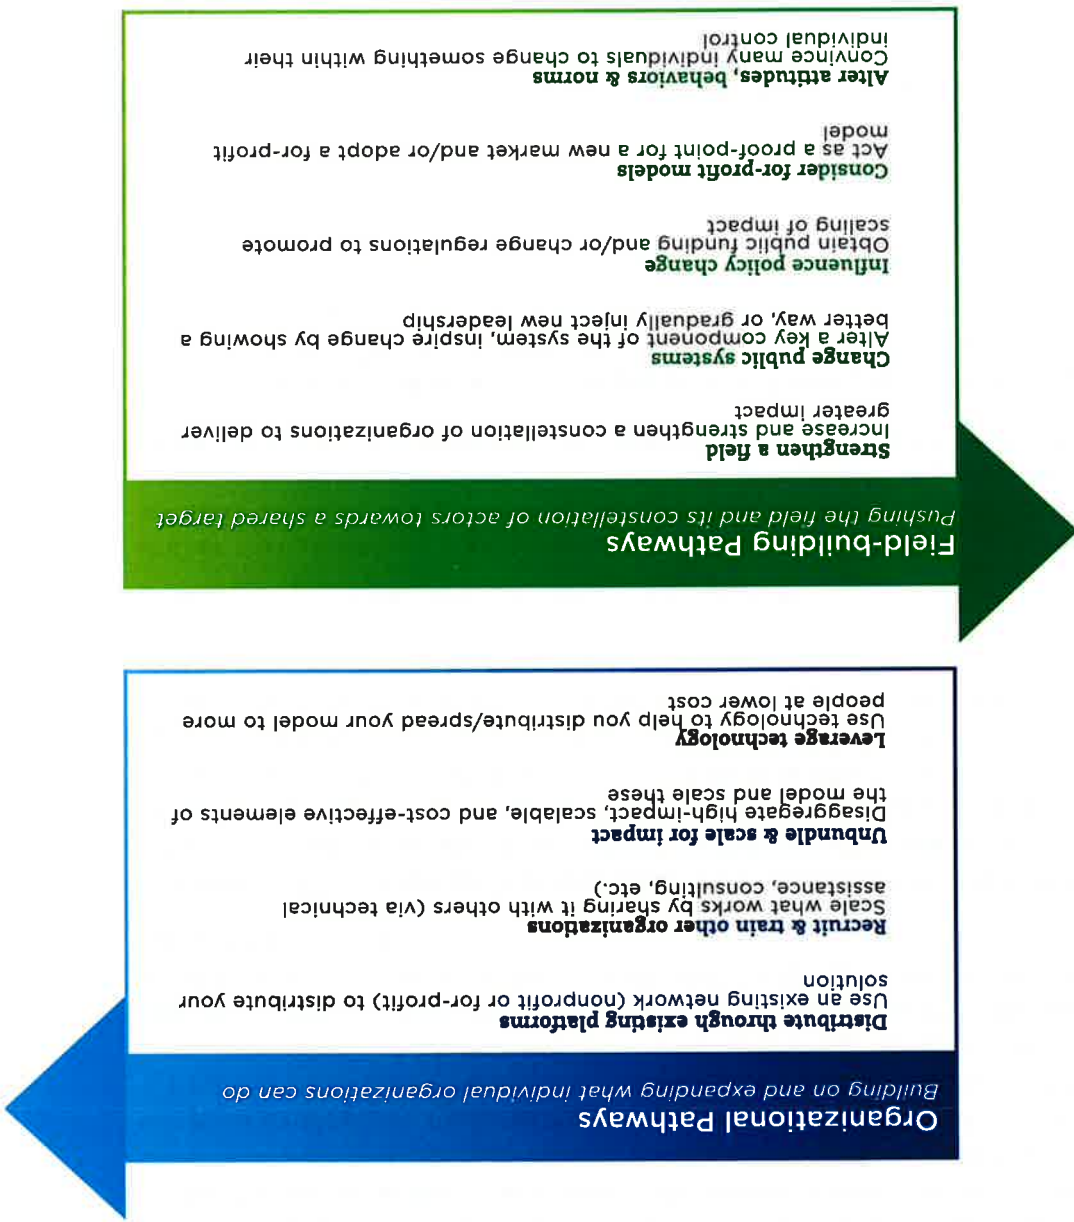 Organizational Pathways
Building on and expanding what individual organizations can do
Distribute through existing platforms
Use an existing network (nonprofit or for-profit) to distribute your
solution
Recruit & train other organizations
Scale what works by sharing it with others (via technical
assistance, consulting, etc.)
Unbundle & scale for impact
Disaggregate high-impact, scalable, and cost-effective elements of
the model and scale these
Leverage technology
Use technology to help you distribute/spread your model to more
people at lower cost
Field-building Pathways
Pushing the field and its constellation of actors towards a shared target
Strengthen a field
Increase and strengthen a constellation of organizations to deliver
greater impact
Change public systems
Alter a key component of the system, inspire change by showing a
better way, or gradually inject new leadership
Influence policy change
Obtain public funding and/or change regulations to promote
scaling of impact
Consider for-profit models
Act as a proof-point for a new market and/or adopt a for-profit
model
Alter attitudes, behaviors & norms
Convince many individuals to change something within their
individual control